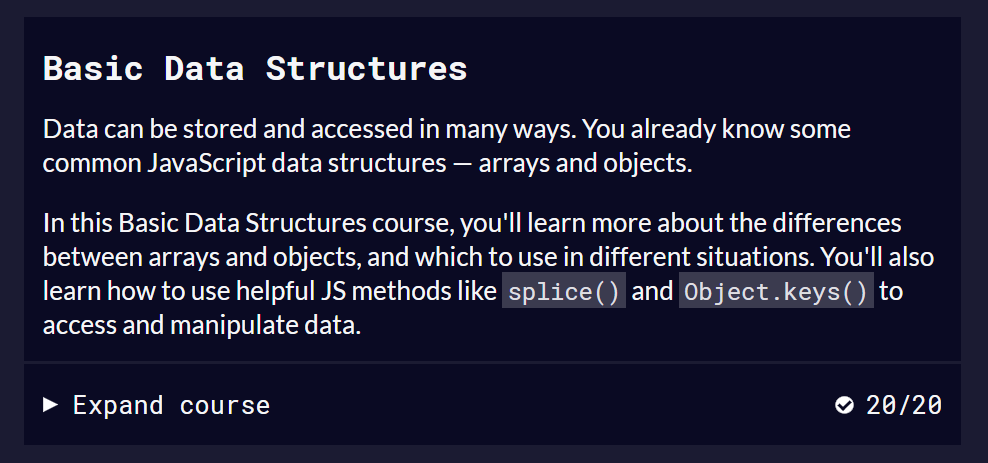 Basic Data Structures
Data can be stored and accessed in many ways. You already know some
common JavaScript data structures — arrays and objects.
In this Basic Data Structures course, you'll learn more about the differences
between arrays and objects, and which to use in different situations. You'll also
learn how to use helpful JS methods like splice() and Object.keys() to
access and manipulate data.
Expand course 20/20